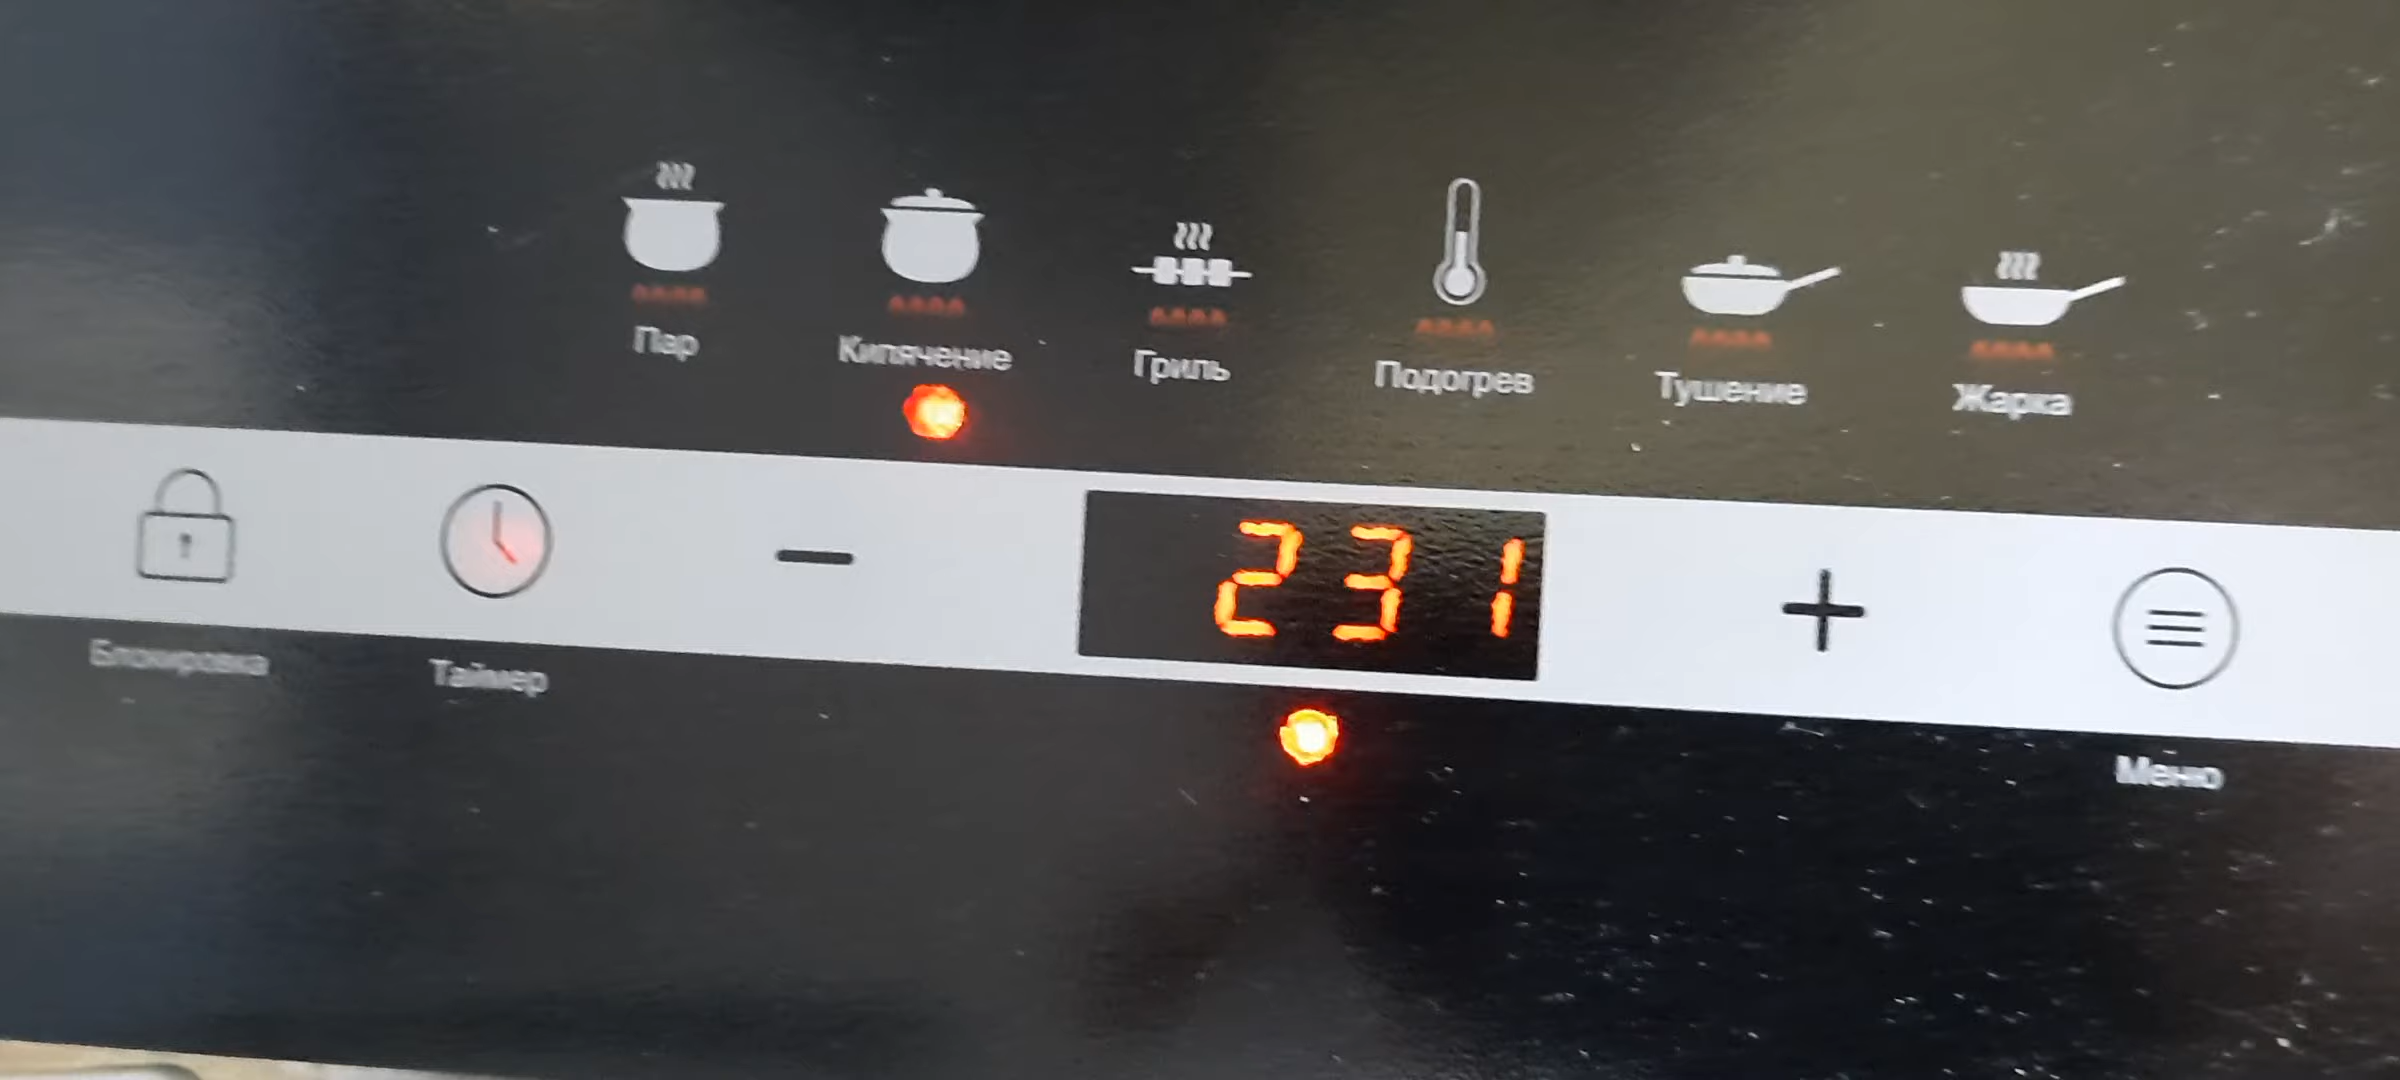 Пар Кипячение Гриль Подогрев Тушение Жарка
231
Блокировка Таймер Меню